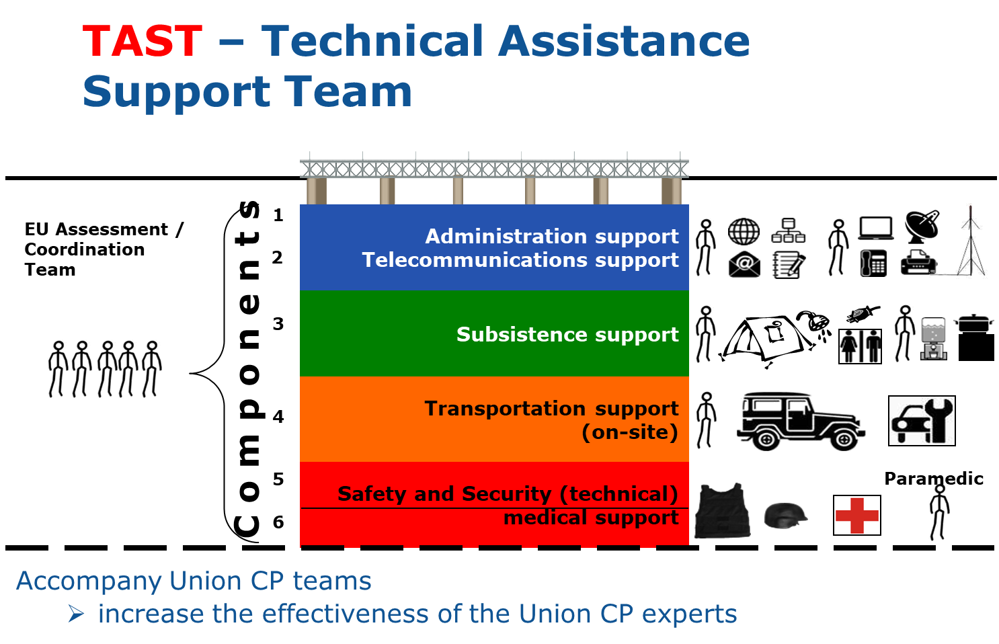 TAST – Technical Assistance
Support Team
EU Assessment /
Coordination
Team
Components
1
2
3
4
5
6
Administration support
Telecommunications support
Subsistence support
Transportation support
(on-site)
Safety and Security (technical)
medical support
Paramedic
Accompany Union CP teams
➢ increase the effectiveness of the Union CP experts